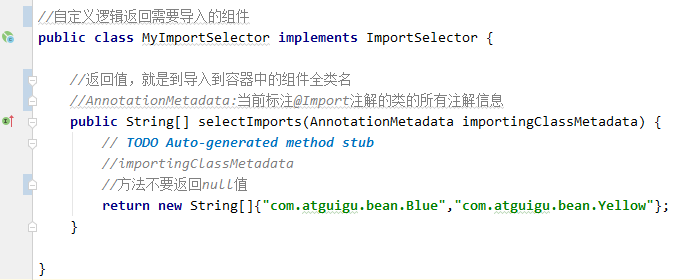 //自定义逻辑返回需要导入的组件
public class MyImportSelector implements ImportSelector {
//返回值，就是到导入到容器中的组件全类名
//AnnotationMetadata:当前标注@Import注解的类的所有注解信息
public String[] selectImports(AnnotationMetadata importingClassMetadata) {
// TODO Auto-generated method stub
//importingClassMetadata
//方法不要返回null值
return new String[]{"com.atguigu.bean.Blue","com.atguigu.bean.Yellow"};
}
}